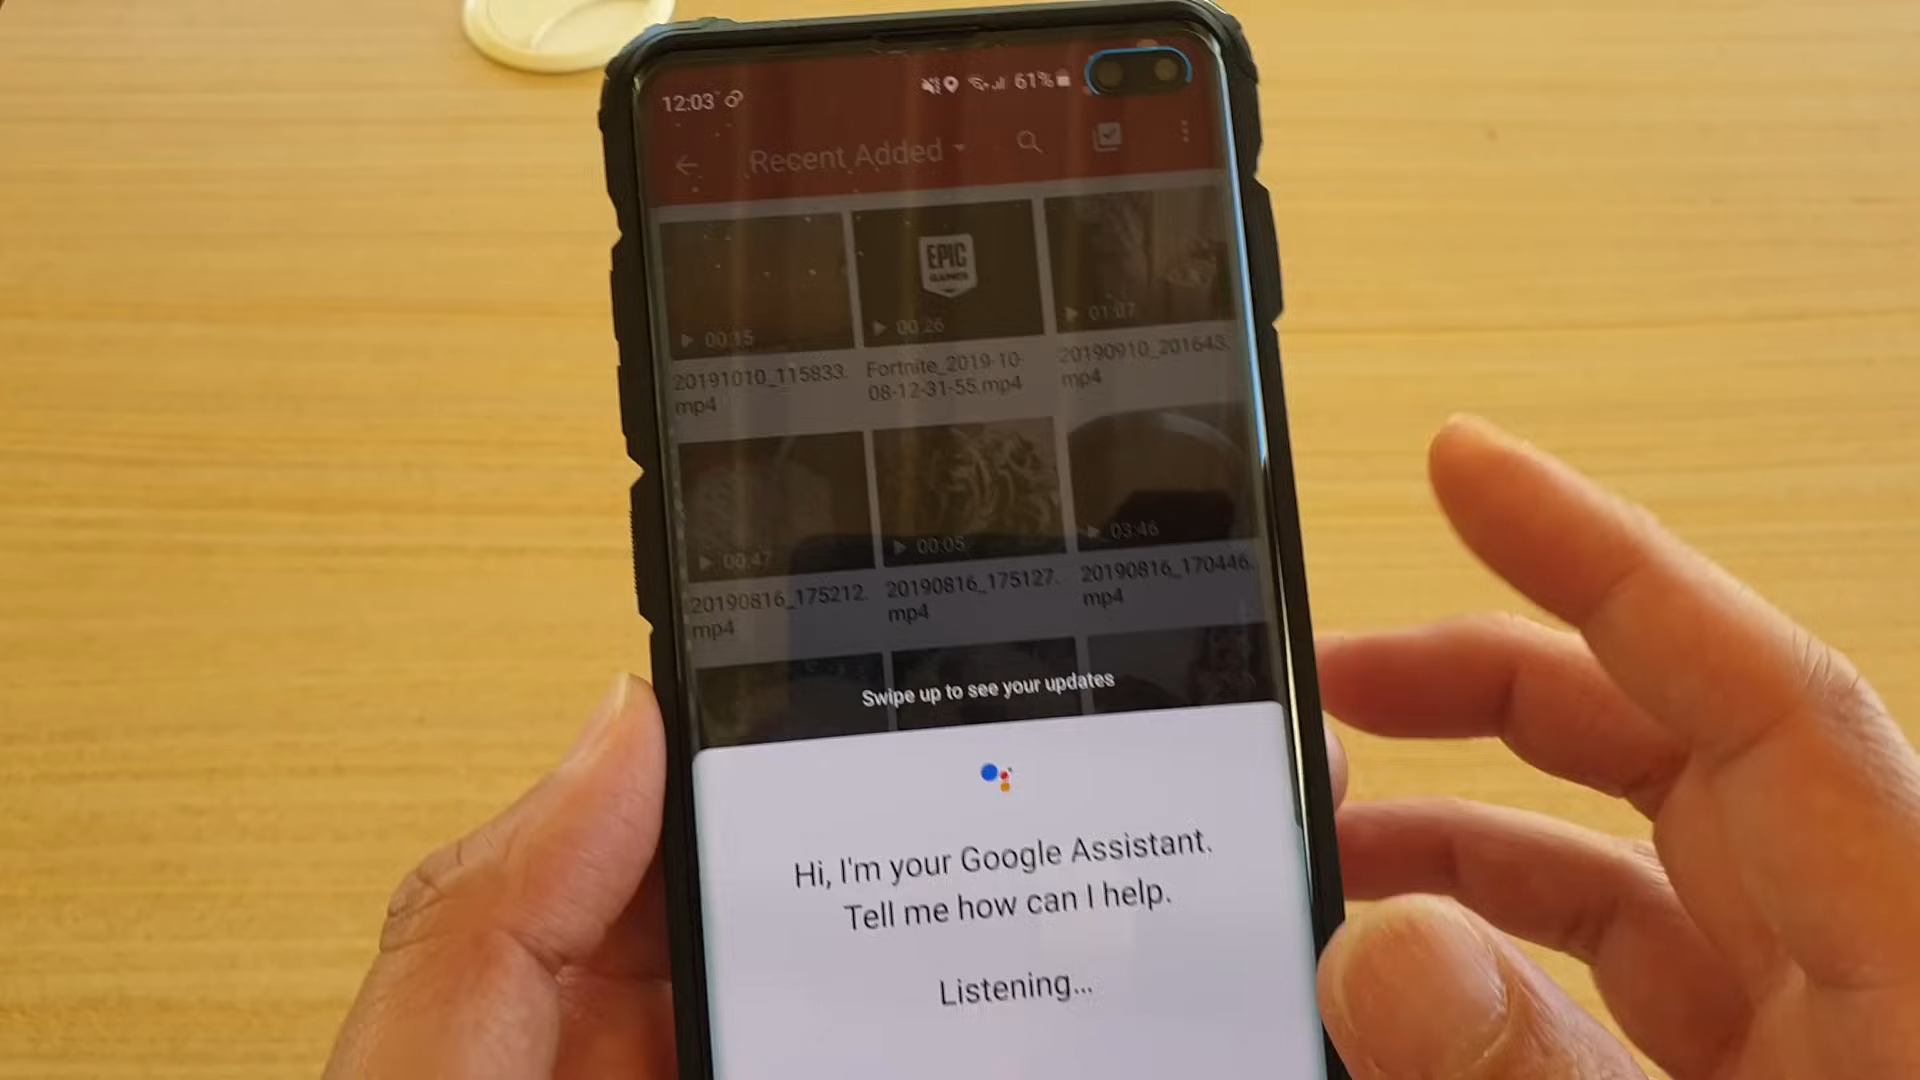 12:03
61%
Recent Added
EPIC
GAMES
00:15
00:26
01:07
20191010_115833.
mp4
Fortnite_2019-10-
08-12-31-55.mp4
20190910_201643.
mp4
00:47
00:05
03:46
20190816_175212.
mp4
20190816_175127.
mp4
20190816_170446.
mp4
Swipe up to see your updates
Hi, I'm your Google Assistant.
Tell me how can I help.
Listening...